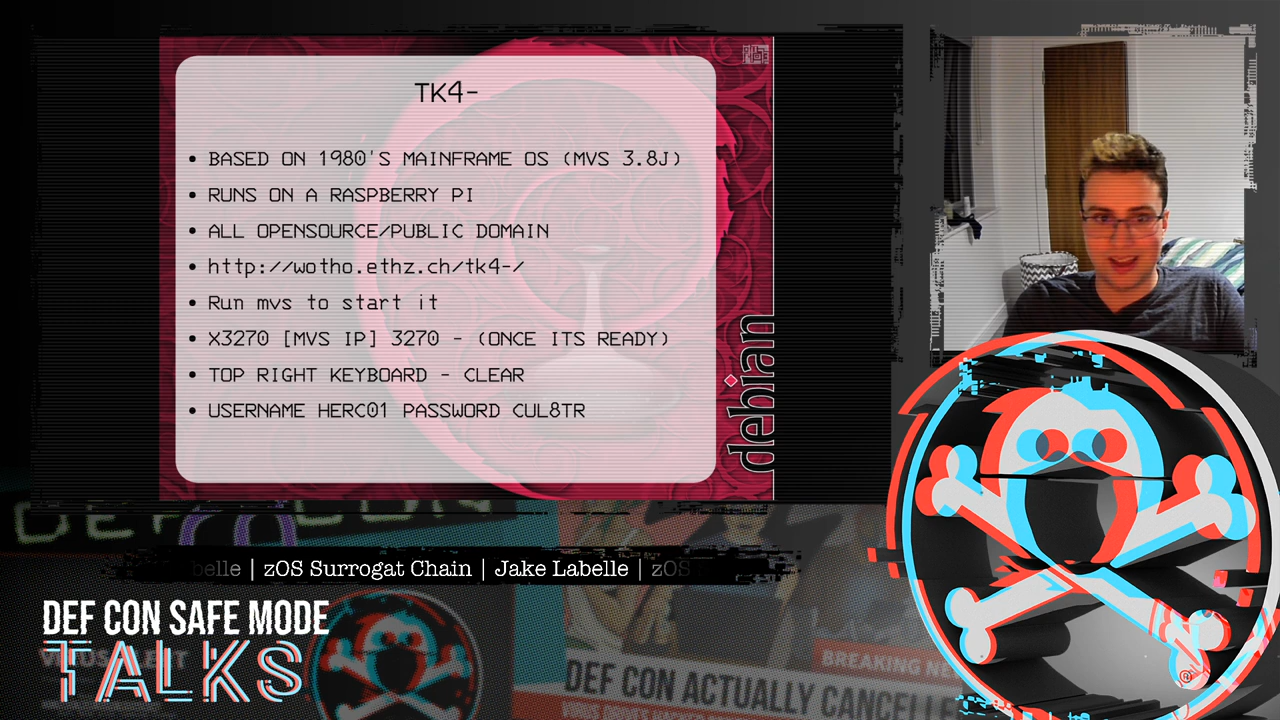 TK4-
• BASED ON 1980'S MAINFRAME OS (MVS 3.8J)
• RUNS ON A RASPBERRY PI
• ALL OPENSOURCE/PUBLIC DOMAIN
• http://wotho.ethz.ch/tk4-/
• Run mvs to start it
• X3270 [MVS IP] 3270 - (ONCE ITS READY)
• TOP RIGHT KEYBOARD - CLEAR
• USERNAME HERC01 PASSWORD CUL8TR
debian
DEF CON
belle | zOS Surrogat Chain | Jake Labelle | zOS
DEF CON SAFE MODE
TALKS
BREAKING NE
DEF CON ACTUALLY CANCELLE
®